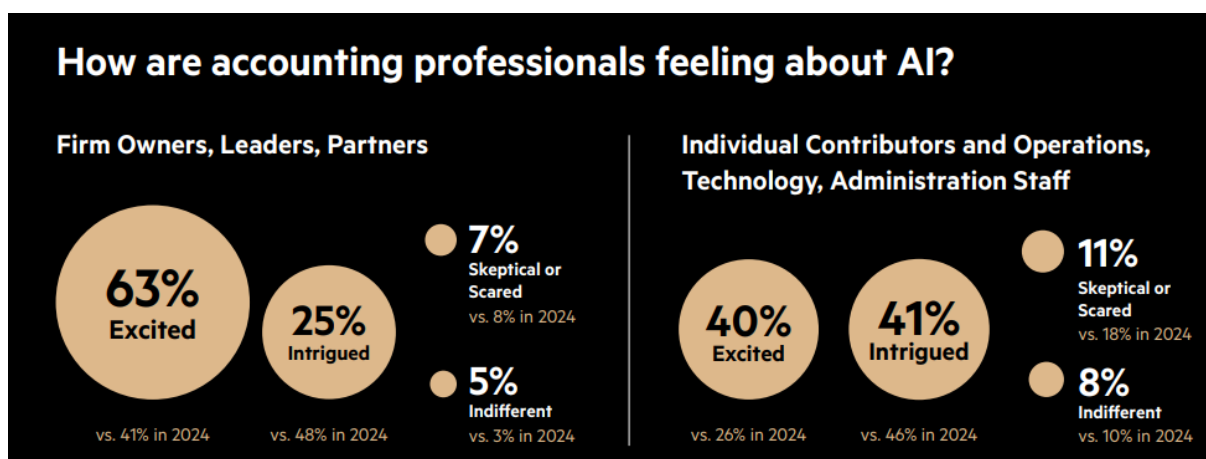 How are accounting professionals feeling about AI?
Firm Owners, Leaders, Partners
63%
Excited
vs. 41% in 2024
25%
Intrigued
vs. 48% in 2024
7%
Skeptical or
Scared
vs. 8% in 2024
5%
Indifferent
vs. 3% in 2024
Individual Contributors and Operations,
Technology, Administration Staff
40%
Excited
vs. 26% in 2024
41%
Intrigued
vs. 46% in 2024
11%
Skeptical or
Scared
vs. 18% in 2024
8%
Indifferent
vs. 10% in 2024